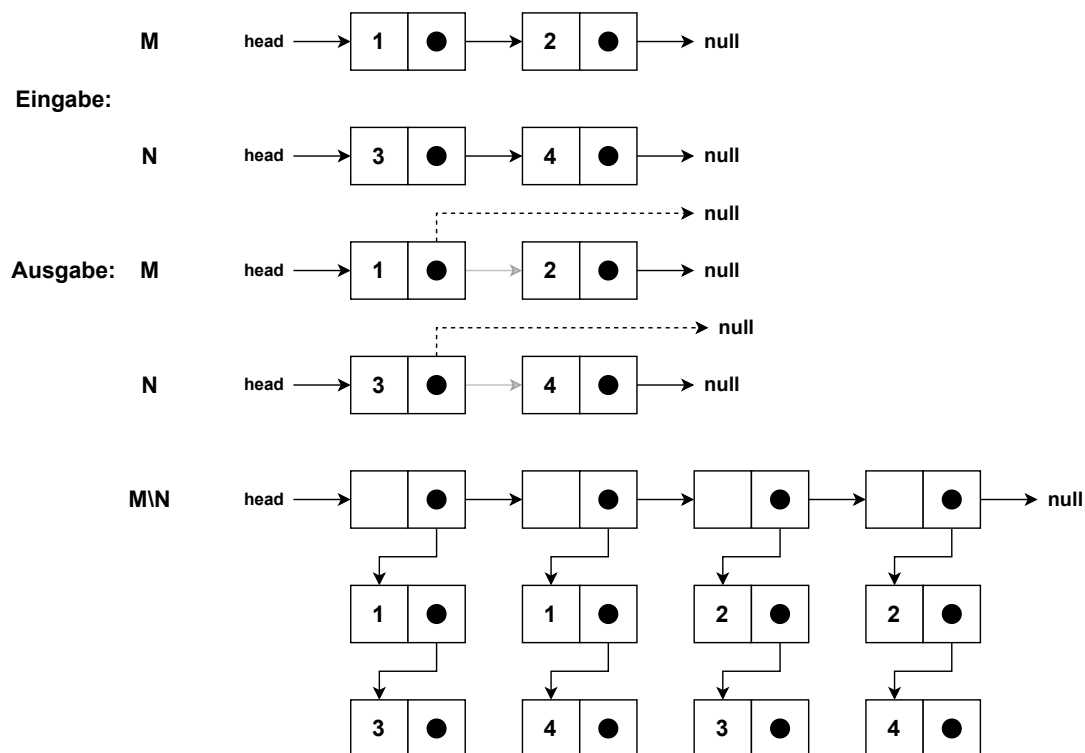 M head 1 2 null
Eingabe:
N head 3 4 null
null
Ausgabe: M head 1 2 null
null
N head 3 4 null
M\N head null
1 1 2 2
3 4 3 4